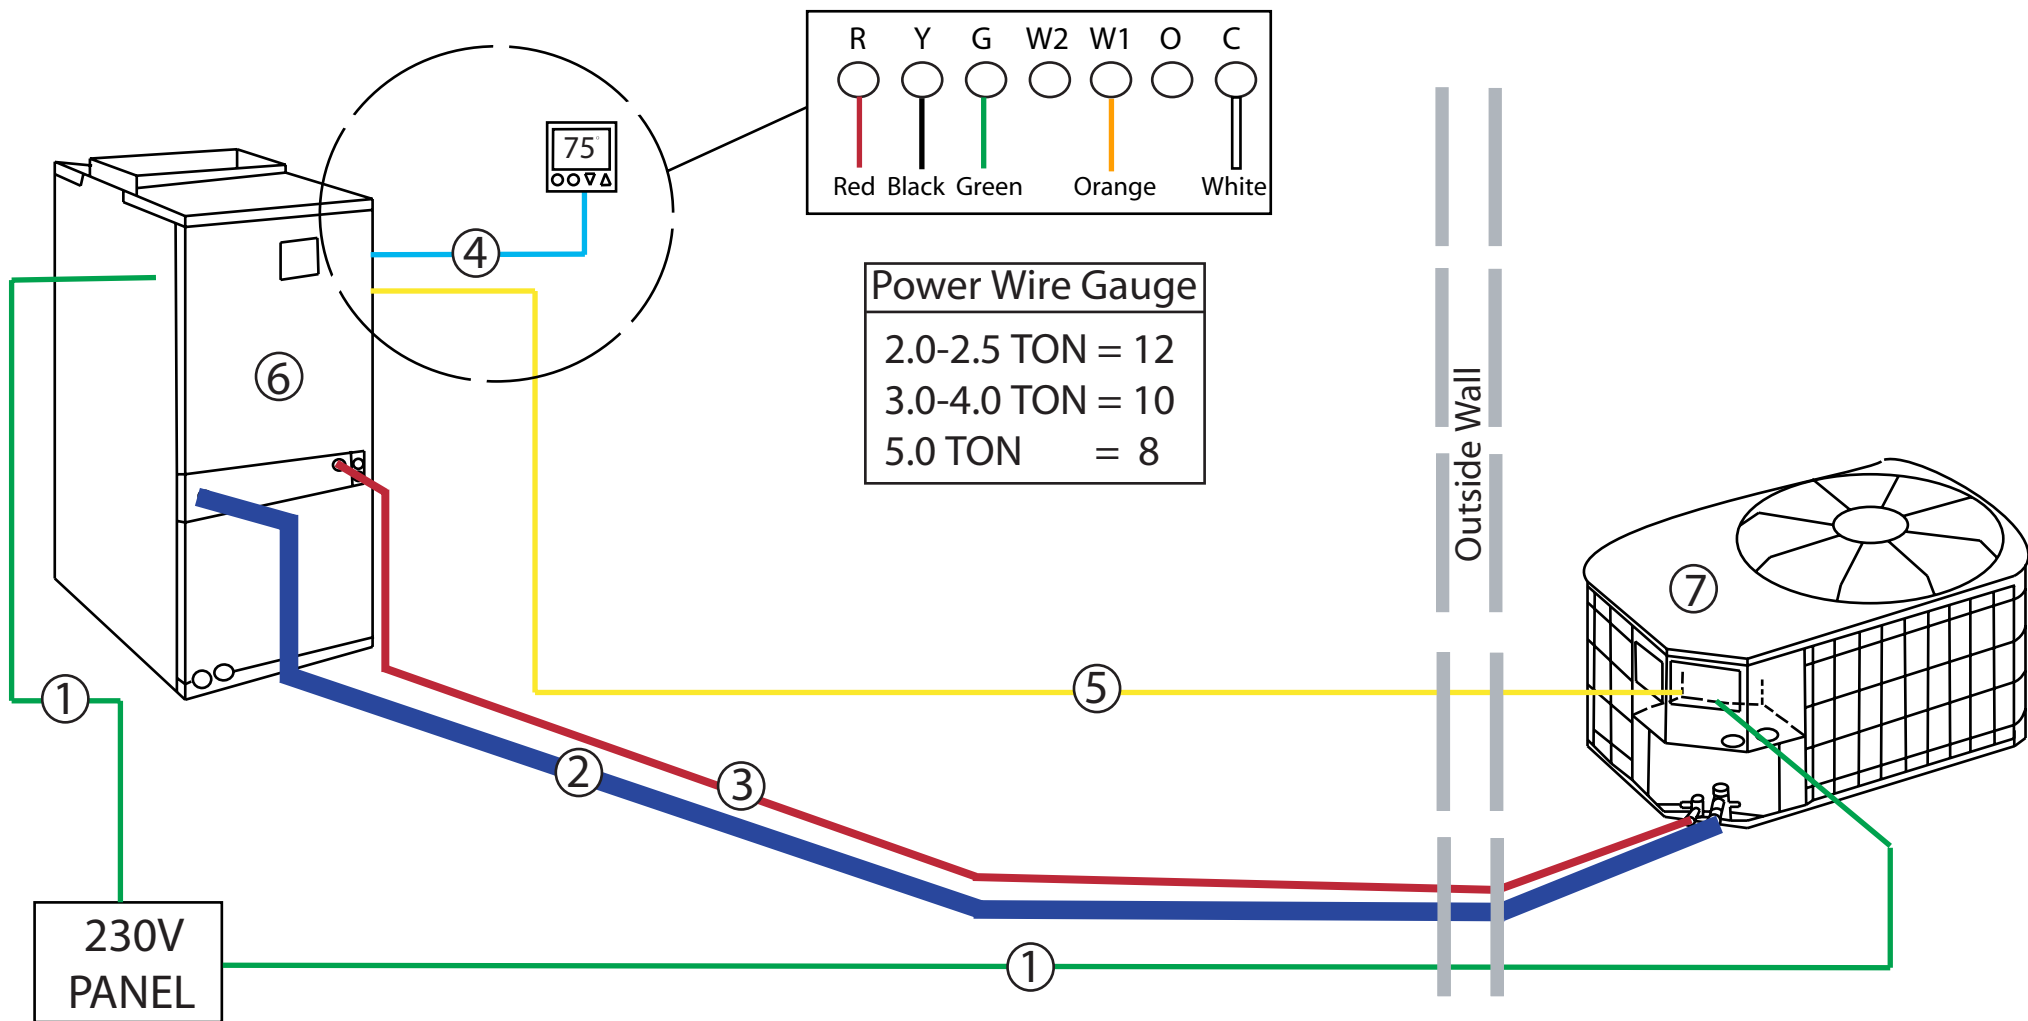 R Y G W2 W1 O C
Red Black Green Orange White
75°
4
Power Wire Gauge
2.0-2.5 TON = 12
3.0-4.0 TON = 10
5.0 TON = 8
6
Outside Wall
7
1
5
2
3
230V
PANEL
1